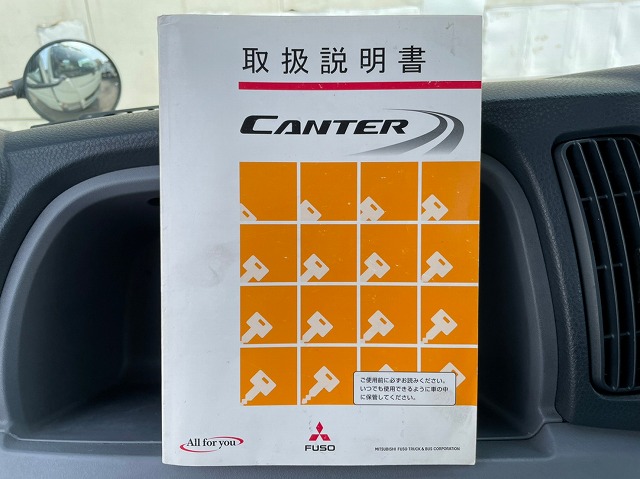 取扱説明書
CANTER
ご使用前に必ずお読みください。
いつでも使用できるように車の中
に保管してください。
All for you
FUSO
MITSUBISHI FUSO TRUCK & BUS CORPORATION